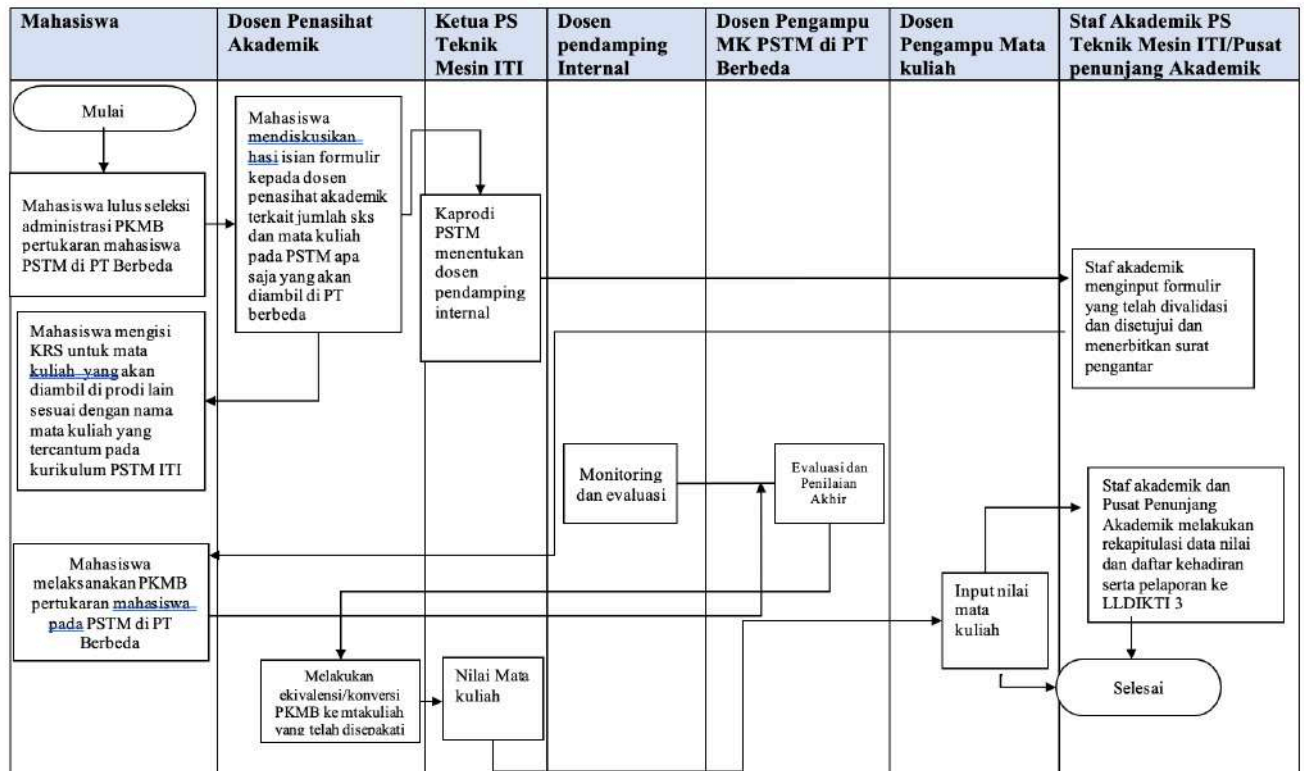 Mahasiswa
Dosen Penasihat
Akademik
Ketua PS
Teknik
Mesin ITI
Dosen
pendamping
Internal
Dosen Pengampu
MK PSTM di PT
Berbeda
Dosen
Pengampu Mata
kuliah
Staf Akademik PS
Teknik Mesin ITI/Pusat
penunjang Akademik
Mulai
Mahasiswa lulus seleksi
administrasi PKMB
pertukaran mahasiswa
PSTM di PT Berbeda
Mahasiswa
mendiskusikan
hasi isian formulir
kepada dosen
penasihat akademik
terkait jumlah sks
dan mata kuliah
pada PSTM apa
saja yang akan
diambil di PT
berbeda
Kaprodi
PSTM
menentukan
dosen
pendamping
internal
Staf akademik
menginput formulir
yang telah divalidasi
dan disetujui dan
menerbitkan surat
pengantar
Mahasiswa mengisi
KRS untuk mata
kuliah yang akan
diambil di prodi lain
sesuai dengan nama
mata kuliah yang
tercantum pada
kurikulum PSTM ITI
Monitoring
dan evaluasi
Evaluasi dan
Penilaian
Akhir
Staf akademik dan
Pusat Penunjang
Akademik melakukan
rekapitulasi data nilai
dan daftar kehadiran
serta pelaporan ke
LLDIKTI 3
Mahasiswa
melaksanakan PKMB
pertukaran mahasiswa
pada PSTM di PT
Berbeda
Input nilai
mata
kuliah
Melakukan
ekivalensi/konversi
PKMB ke mtakuliah
yang telah disepakati
Nilai Mata
kuliah
Selesai